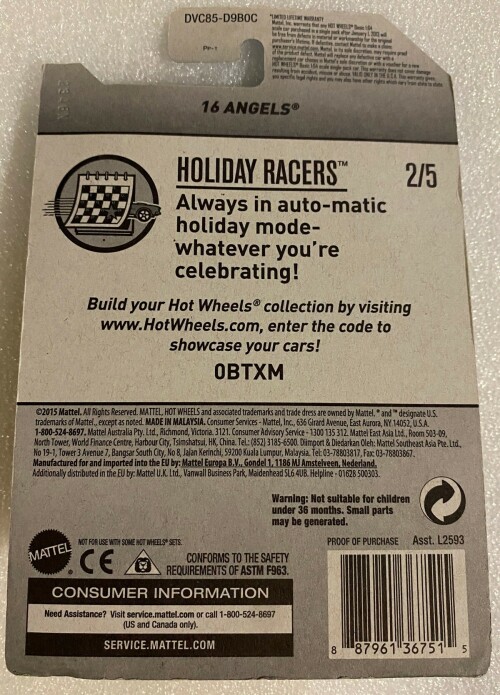 DVC85-D9B0C
*LIMITED LIFETIME WARRANTY
16 ANGELS®
HOLIDAY RACERS™
2/5
Always in auto-matic
holiday mode-
whatever you're
celebrating!
Build your Hot Wheels® collection by visiting
www.HotWheels.com, enter the code to
showcase your cars!
0BTXM
©2015 Mattel. All Rights Reserved. MATTEL, HOT WHEELS and associated trademarks and trade dress are owned by Mattel. ® and ™ designate U.S.
trademarks of Mattel, except as noted. MADE IN MALAYSIA. Consumer Services - Mattel, Inc., 636 Girard Avenue, East Aurora, NY 14052, U.S.A.
1-800-524-8697, Mattel Australia Pty. Ltd., Richmond, Victoria. 3121. Consumer Advisory Service - 1300 135 312. Mattel East Asia Ltd., Room 503-09,
North Tower, World Finance Centre, Harbour City, Tsimshatsui, HK, China. Tel.: (852) 3185-6500. Diimport & Diedarkan Oleh: Mattel Southeast Asia Pte. Ltd.,
No 19-1, Tower 3 Avenue 7, Bangsar South City, No 8, Jalan Kerinchi, 59200 Kuala Lumpur, Malaysia. Tel: 03-78803817, Fax: 03-78803867.
Manufactured for and imported into the EU by: Mattel Europa B.V., Gondel 1, 1186 MJ Amstelveen, Nederland.
Additionally distributed in the EU by: Mattel U.K. Ltd., Vanwall Business Park, Maidenhead SL6 4UB. Helpline - 01628 500303.
Warning: Not suitable for children
under 36 months. Small parts
may be generated.
MATTEL
NOT FOR USE WITH SOME HOT WHEELS® SETS.
CE
CONFORMS TO THE SAFETY
REQUIREMENTS OF ASTM F963.
PROOF OF PURCHASE Asst. L2593
CONSUMER INFORMATION
Need Assistance? Visit service.mattel.com or call 1-800-524-8697
(US and Canada only).
SERVICE.MATTEL.COM
8 87961 36751 5